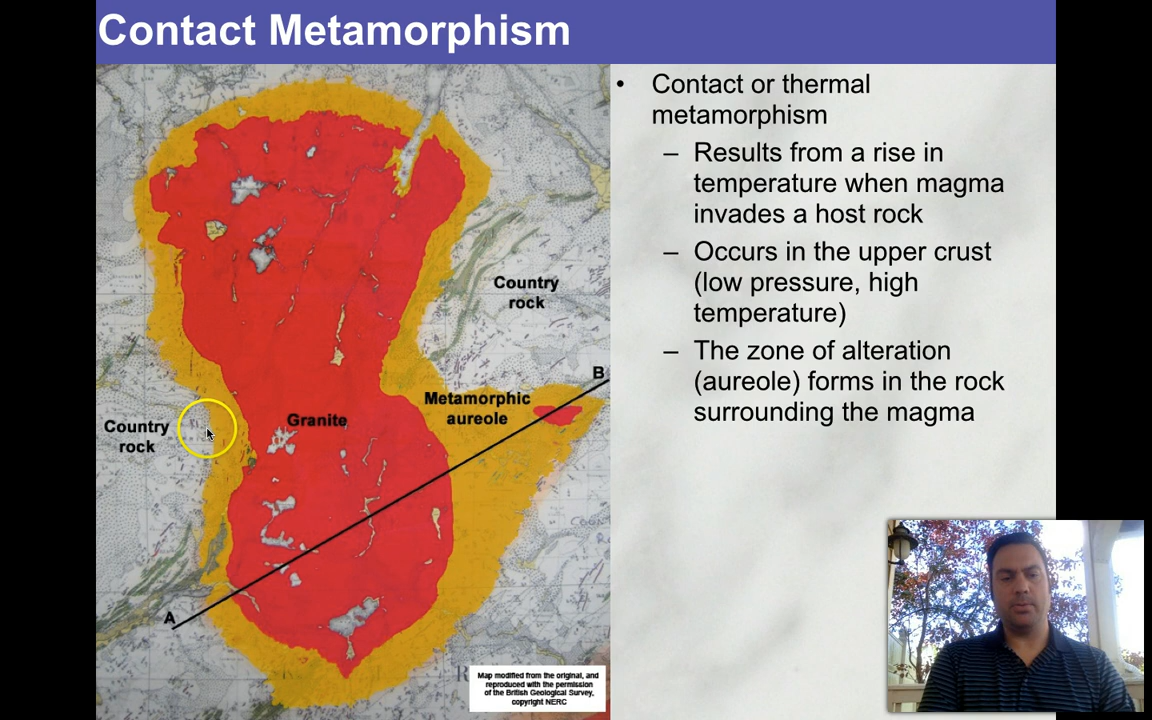 Contact Metamorphism
• Contact or thermal
metamorphism
– Results from a rise in
temperature when magma
invades a host rock
– Occurs in the upper crust
(low pressure, high
temperature)
– The zone of alteration
(aureole) forms in the rock
surrounding the magma
Country
rock
B
Metamorphic
aureole
Granite
Country
rock
A
Map modified from the original, and
reproduced with the permission
of the British Geological Survey,
copyright NERC